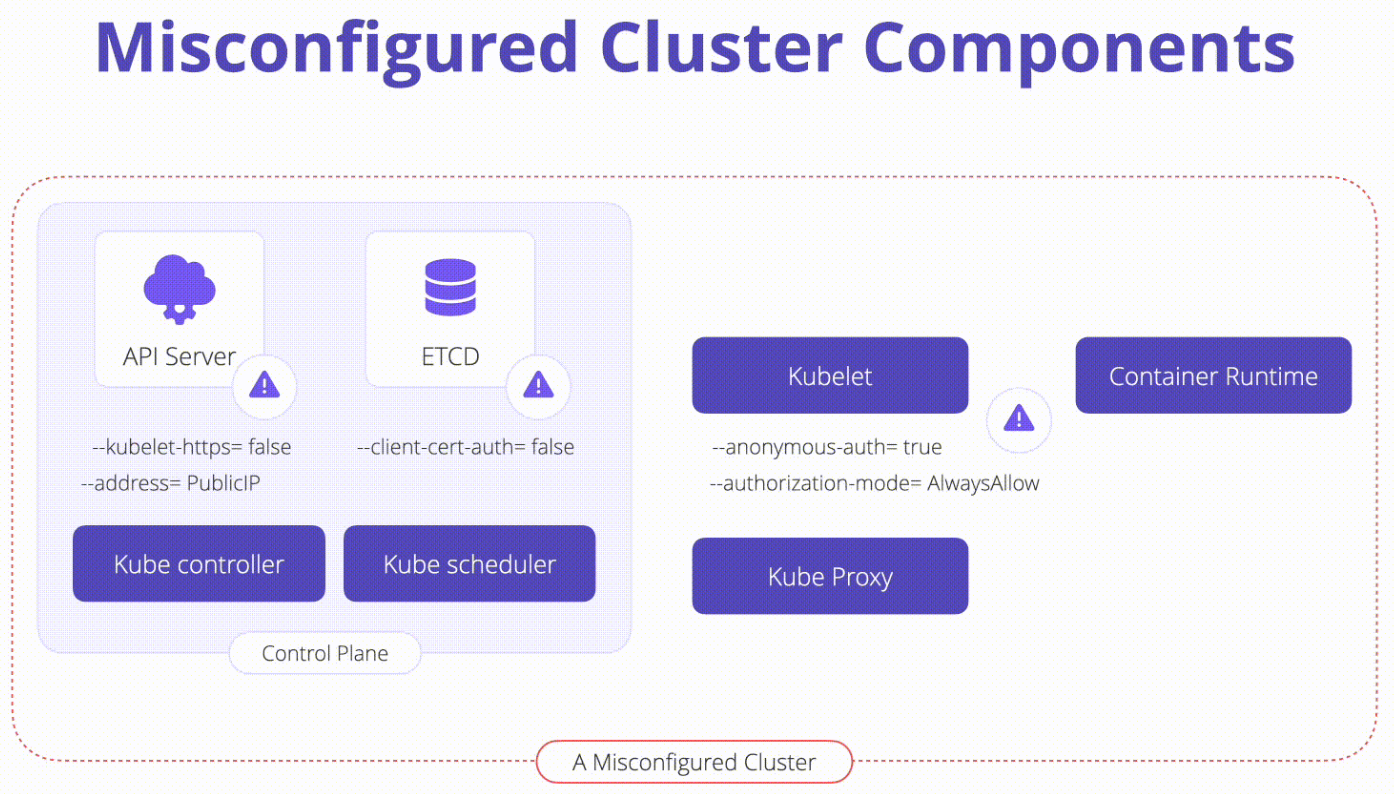 Misconfigured Cluster Components
API Server
ETCD
--kubelet-https= false
--client-cert-auth= false
--address= PublicIP
Kube controller
Kube scheduler
Control Plane
Kubelet
Container Runtime
--anonymous-auth= true
--authorization-mode= AlwaysAllow
Kube Proxy
A Misconfigured Cluster